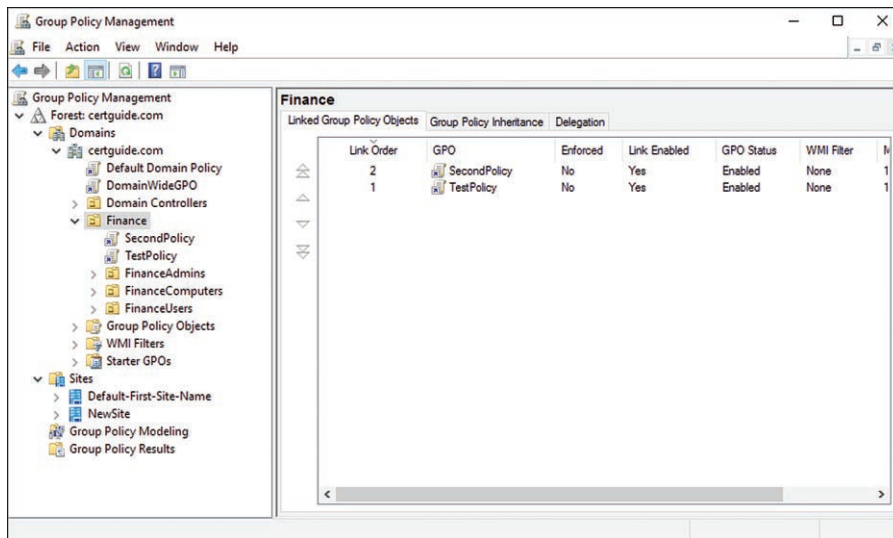 Group Policy Management
File Action View Window Help
Group Policy Management
Forest: certguide.com
Domains
certguide.com
Default Domain Policy
DomainWideGPO
Domain Controllers
Finance
SecondPolicy
TestPolicy
FinanceAdmins
FinanceComputers
FinanceUsers
Group Policy Objects
WMI Filters
Starter GPOs
Sites
Default-First-Site-Name
NewSite
Group Policy Modeling
Group Policy Results
Finance
Linked Group Policy Objects Group Policy Inheritance Delegation
Link Order GPO Enforced Link Enabled GPO Status WMI Filter
2 SecondPolicy No Yes Enabled None 1
1 TestPolicy No Yes Enabled None 1